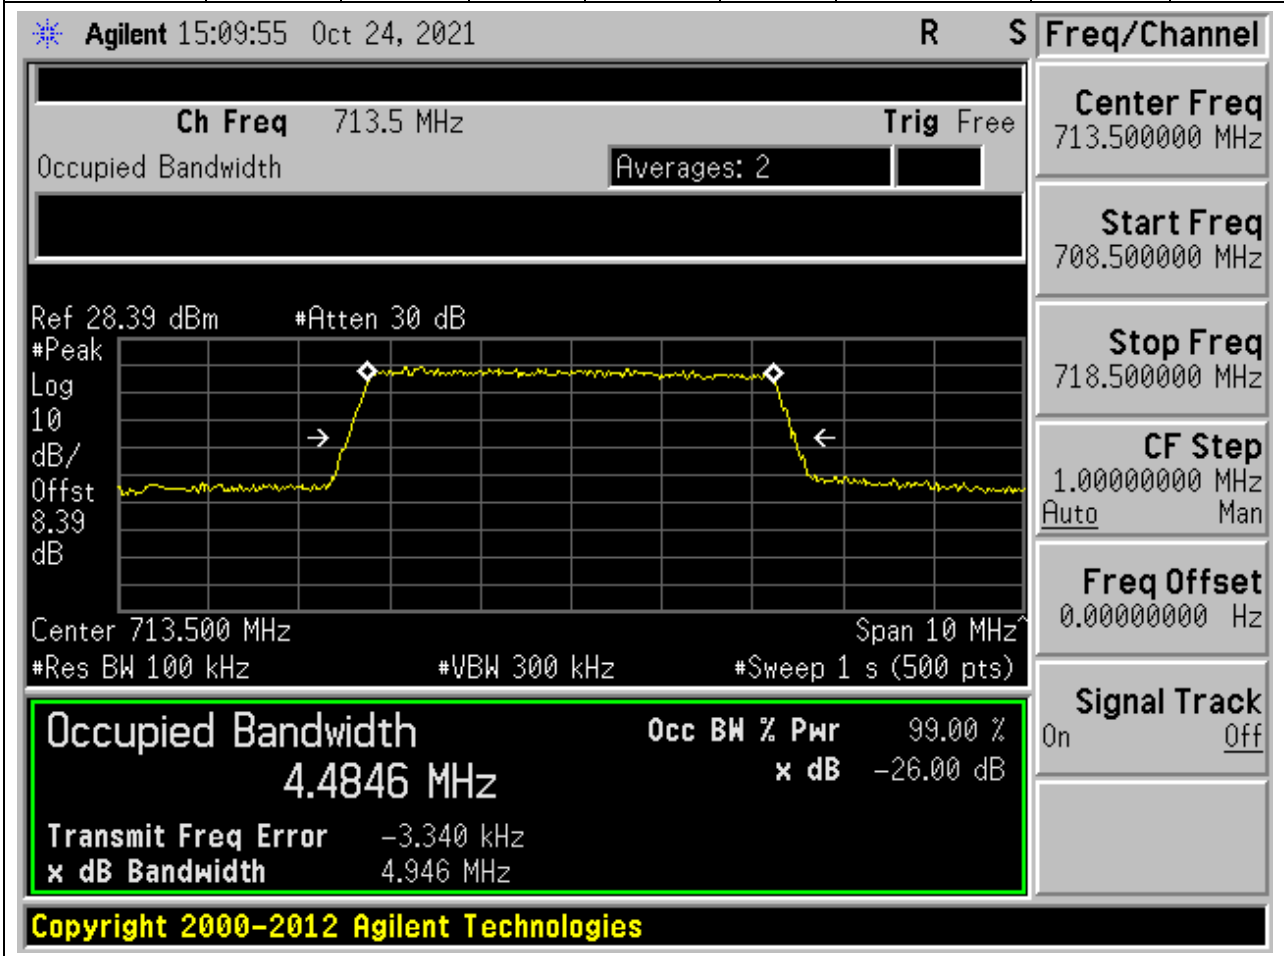 Agilent 15:09:55 Oct 24, 2021 R S Freq/Channel
Ch Freq 713.5 MHz Trig Free
Occupied Bandwidth Averages: 2
Center Freq
713.500000 MHz
Start Freq
708.500000 MHz
Stop Freq
718.500000 MHz
CF Step
1.00000000 MHz
Auto Man
Freq Offset
0.00000000 Hz
Signal Track
On Off
Ref 28.39 dBm #Atten 30 dB
#Peak
Log
10
dB/
Offst
8.39
dB
Center 713.500 MHz Span 10 MHz^
#Res BW 100 kHz #VBW 300 kHz #Sweep 1 s (500 pts)
Occupied Bandwidth Occ BW % Pwr 99.00 %
4.4846 MHz x dB -26.00 dB
Transmit Freq Error -3.340 kHz
x dB Bandwidth 4.946 MHz
Copyright 2000-2012 Agilent Technologies